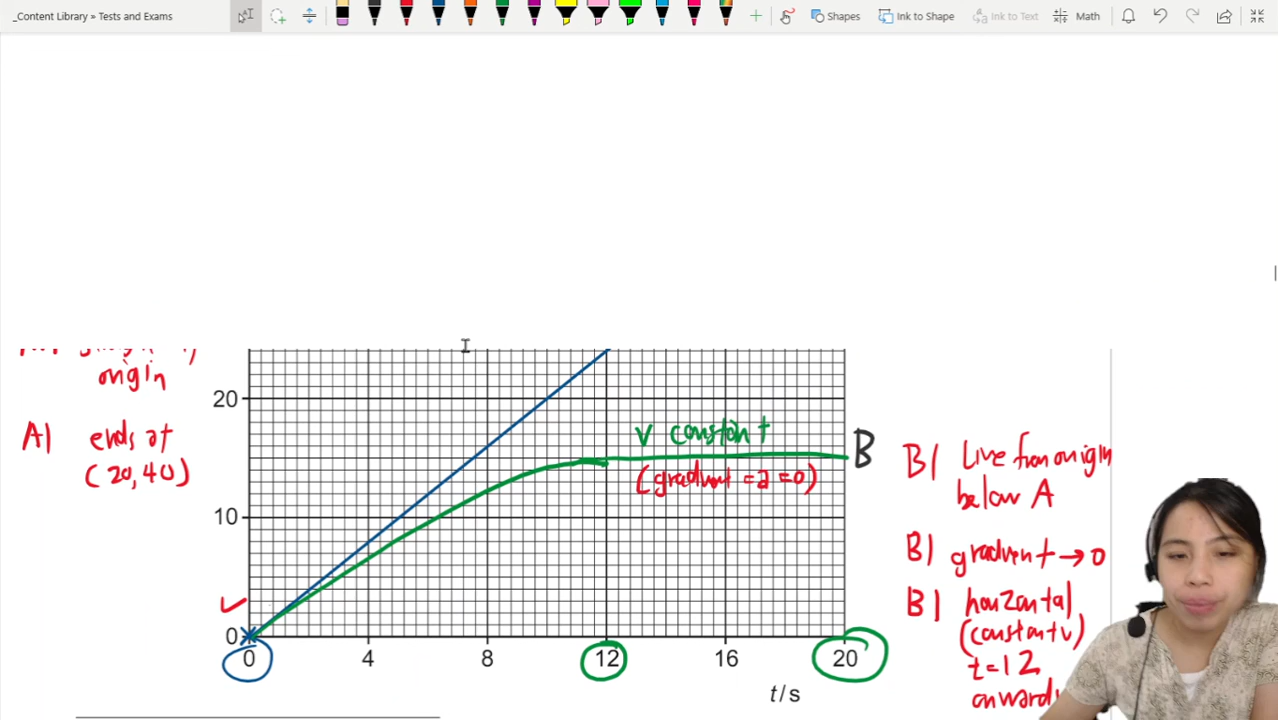 _Content Library » Tests and Exams
Shapes
Ink to Shape
Ink to Text
Math
origin
A1 ends at
(20,40)
20
10
0
V constant
(gradient = a = 0)
B
B1 Line from origin
below A
B1 gradient → 0
B1 horizontal
(constant v)
t=12
onwards
0 4 8 12 16 20
t/s